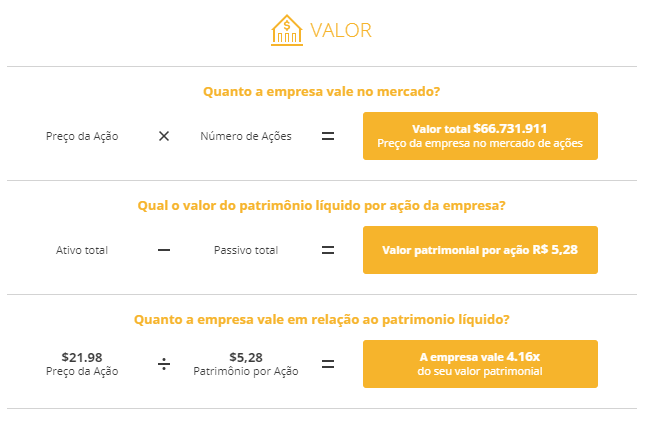 VALOR
Quanto a empresa vale no mercado?
Preço da Ação × Número de Ações = Valor total $66.731.911
Preço da empresa no mercado de ações
Qual o valor do patrimônio líquido por ação da empresa?
Ativo total − Passivo total = Valor patrimonial por ação R$ 5,28
Quanto a empresa vale em relação ao patrimonio líquido?
$21.98 ÷ $5,28 = A empresa vale 4.16x
Preço da Ação Patrimônio por Ação do seu valor patrimonial